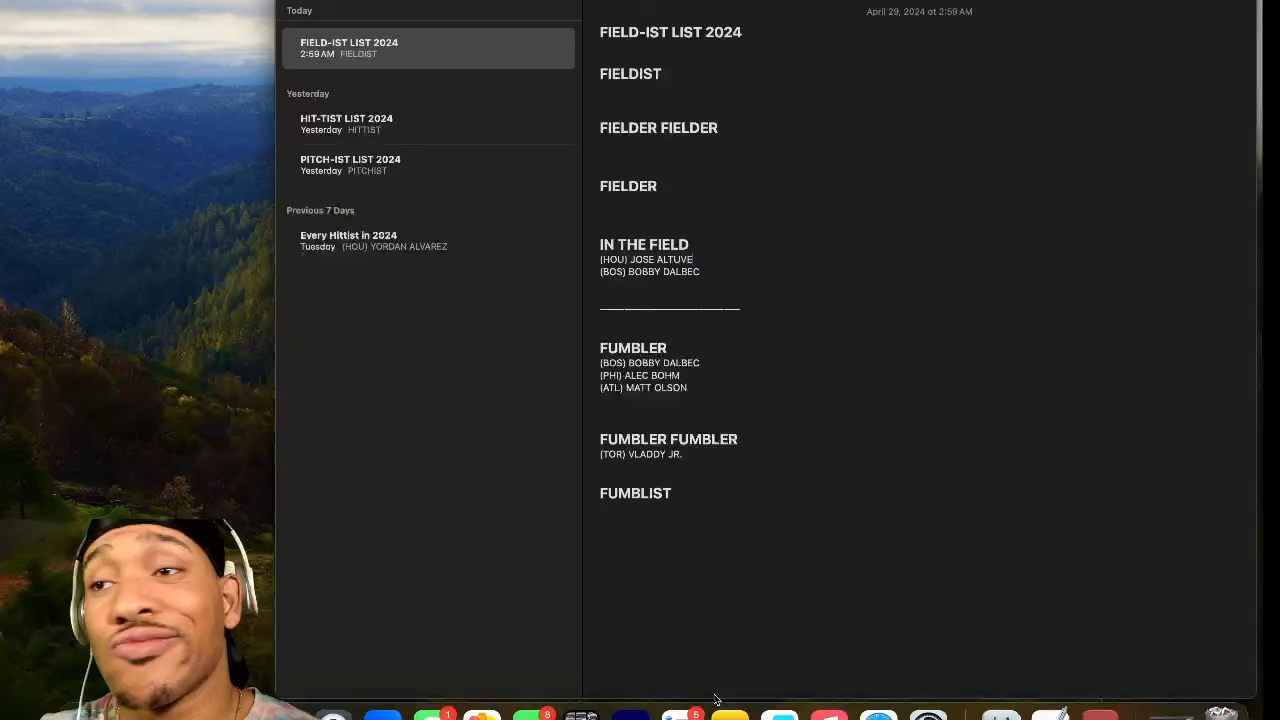 Today
FIELD-IST LIST 2024
2:59 AM FIELDIST
Yesterday
HIT-TIST LIST 2024
Yesterday HITTIST
PITCH-IST LIST 2024
Yesterday PITCHIST
Previous 7 Days
Every Hittist in 2024
Tuesday (HOU) YORDAN ALVAREZ
April 29, 2024 at 2:59 AM
FIELD-IST LIST 2024
FIELDIST
FIELDER FIELDER
FIELDER
IN THE FIELD
(HOU) JOSE ALTUVE
(BOS) BOBBY DALBEC
FUMBLER
(BOS) BOBBY DALBEC
(PHI) ALEC BOHM
(ATL) MATT OLSON
FUMBLER FUMBLER
(TOR) VLADDY JR.
FUMBLIST
1
8
5